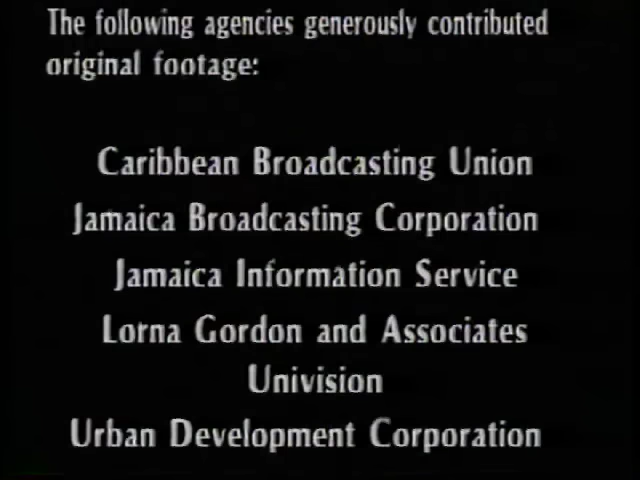 The following agencies generously contributed
original footage:
Caribbean Broadcasting Union
Jamaica Broadcasting Corporation
Jamaica Information Service
Lorna Gordon and Associates
Univision
Urban Development Corporation